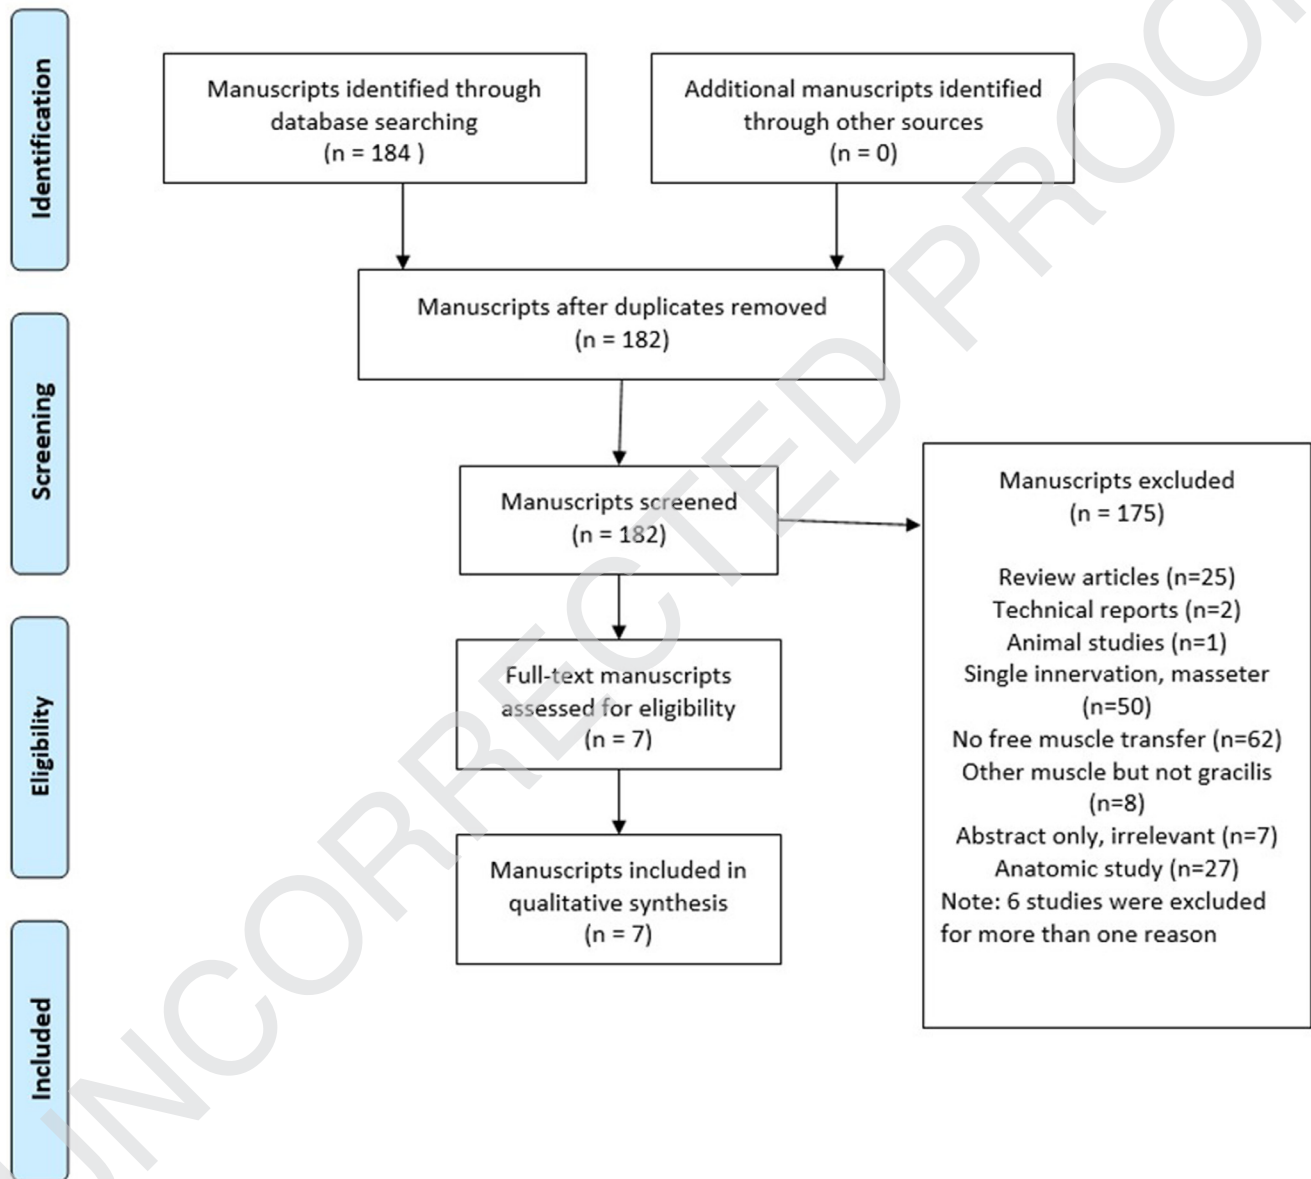 Identification
Manuscripts identified through
database searching
(n = 184 )
Additional manuscripts identified
through other sources
(n = 0)
Manuscripts after duplicates removed
(n = 182)
Screening
Manuscripts screened
(n = 182)
Manuscripts excluded
(n = 175)
Review articles (n=25)
Technical reports (n=2)
Animal studies (n=1)
Single innervation, masseter
(n=50)
No free muscle transfer (n=62)
Other muscle but not gracilis
(n=8)
Abstract only, irrelevant (n=7)
Anatomic study (n=27)
Note: 6 studies were excluded
for more than one reason
Eligibility
Full-text manuscripts
assessed for eligibility
(n = 7)
Manuscripts included in
qualitative synthesis
(n = 7)
Included
UNCORRECTED PROOF